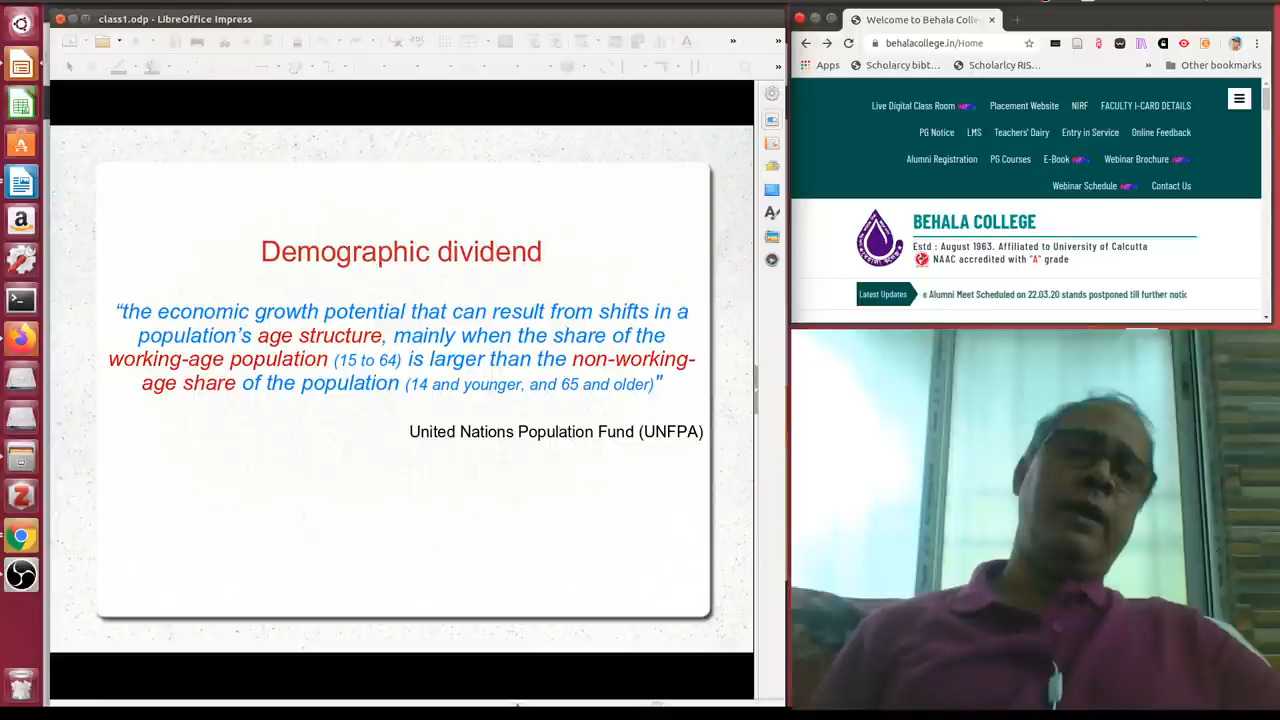 class1.odp - LibreOffice Impress
Demographic dividend
“the economic growth potential that can result from shifts in a
population’s age structure, mainly when the share of the
working-age population (15 to 64) is larger than the non-working-
age share of the population (14 and younger, and 65 and older)"
United Nations Population Fund (UNFPA)
Welcome to Behala Colle
behalacollege.in/Home
Apps Scholarcy bibt... Scholarlcy RIS... » Other bookmarks
Live Digital Class Room Placement Website NIRF FACULTY I-CARD DETAILS
PG Notice LMS Teachers' Dairy Entry in Service Online Feedback
Alumni Registration PG Courses E-Book Webinar Brochure
Webinar Schedule Contact Us
BEHALA COLLEGE
Estd : August 1963. Affiliated to University of Calcutta
NAAC accredited with "A" grade
Latest Updates e Alumni Meet Scheduled on 22.03.20 stands postponed till further notic